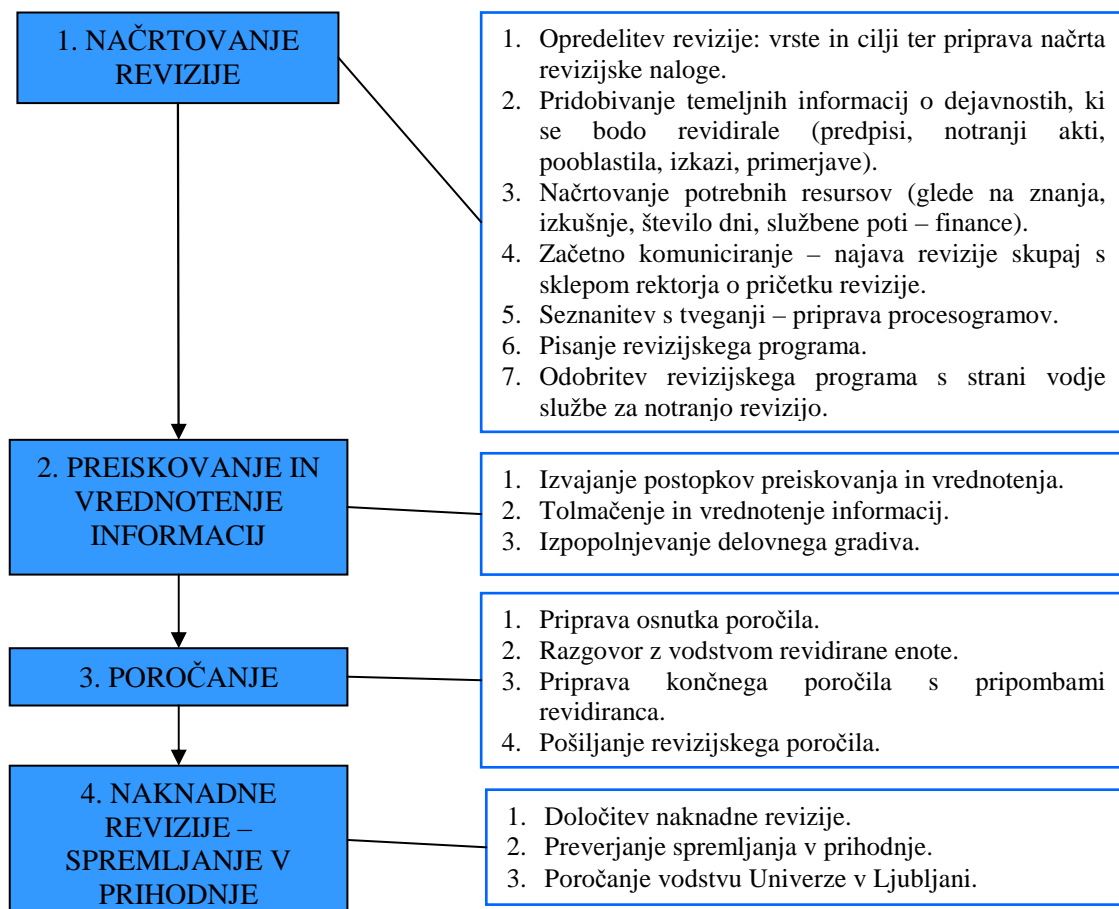 1. NAČRTOVANJE
REVIZIJE
1. Opredelitev revizije: vrste in cilji ter priprava načrta
revizijske naloge.
2. Pridobivanje temeljnih informacij o dejavnostih, ki
se bodo revidirale (predpisi, notranji akti,
pooblastila, izkazi, primerjave).
3. Načrtovanje potrebnih resursov (glede na znanja,
izkušnje, število dni, službene poti – finance).
4. Začetno komuniciranje – najava revizije skupaj s
sklepom rektorja o pričetku revizije.
5. Seznanitev s tveganji – priprava procesogramov.
6. Pisanje revizijskega programa.
7. Odobritev revizijskega programa s strani vodje
službe za notranjo revizijo.
2. PREISKOVANJE IN
VREDNOTENJE
INFORMACIJ
1. Izvajanje postopkov preiskovanja in vrednotenja.
2. Tolmačenje in vrednotenje informacij.
3. Izpopolnjevanje delovnega gradiva.
3. POROČANJE
1. Priprava osnutka poročila.
2. Razgovor z vodstvom revidirane enote.
3. Priprava končnega poročila s pripombami
revidiranca.
4. Pošiljanje revizijskega poročila.
4. NAKNADNE
REVIZIJE –
SPREMLJANJE V
PRIHODNJE
1. Določitev naknadne revizije.
2. Preverjanje spremljanja v prihodnje.
3. Poročanje vodstvu Univerze v Ljubljani.